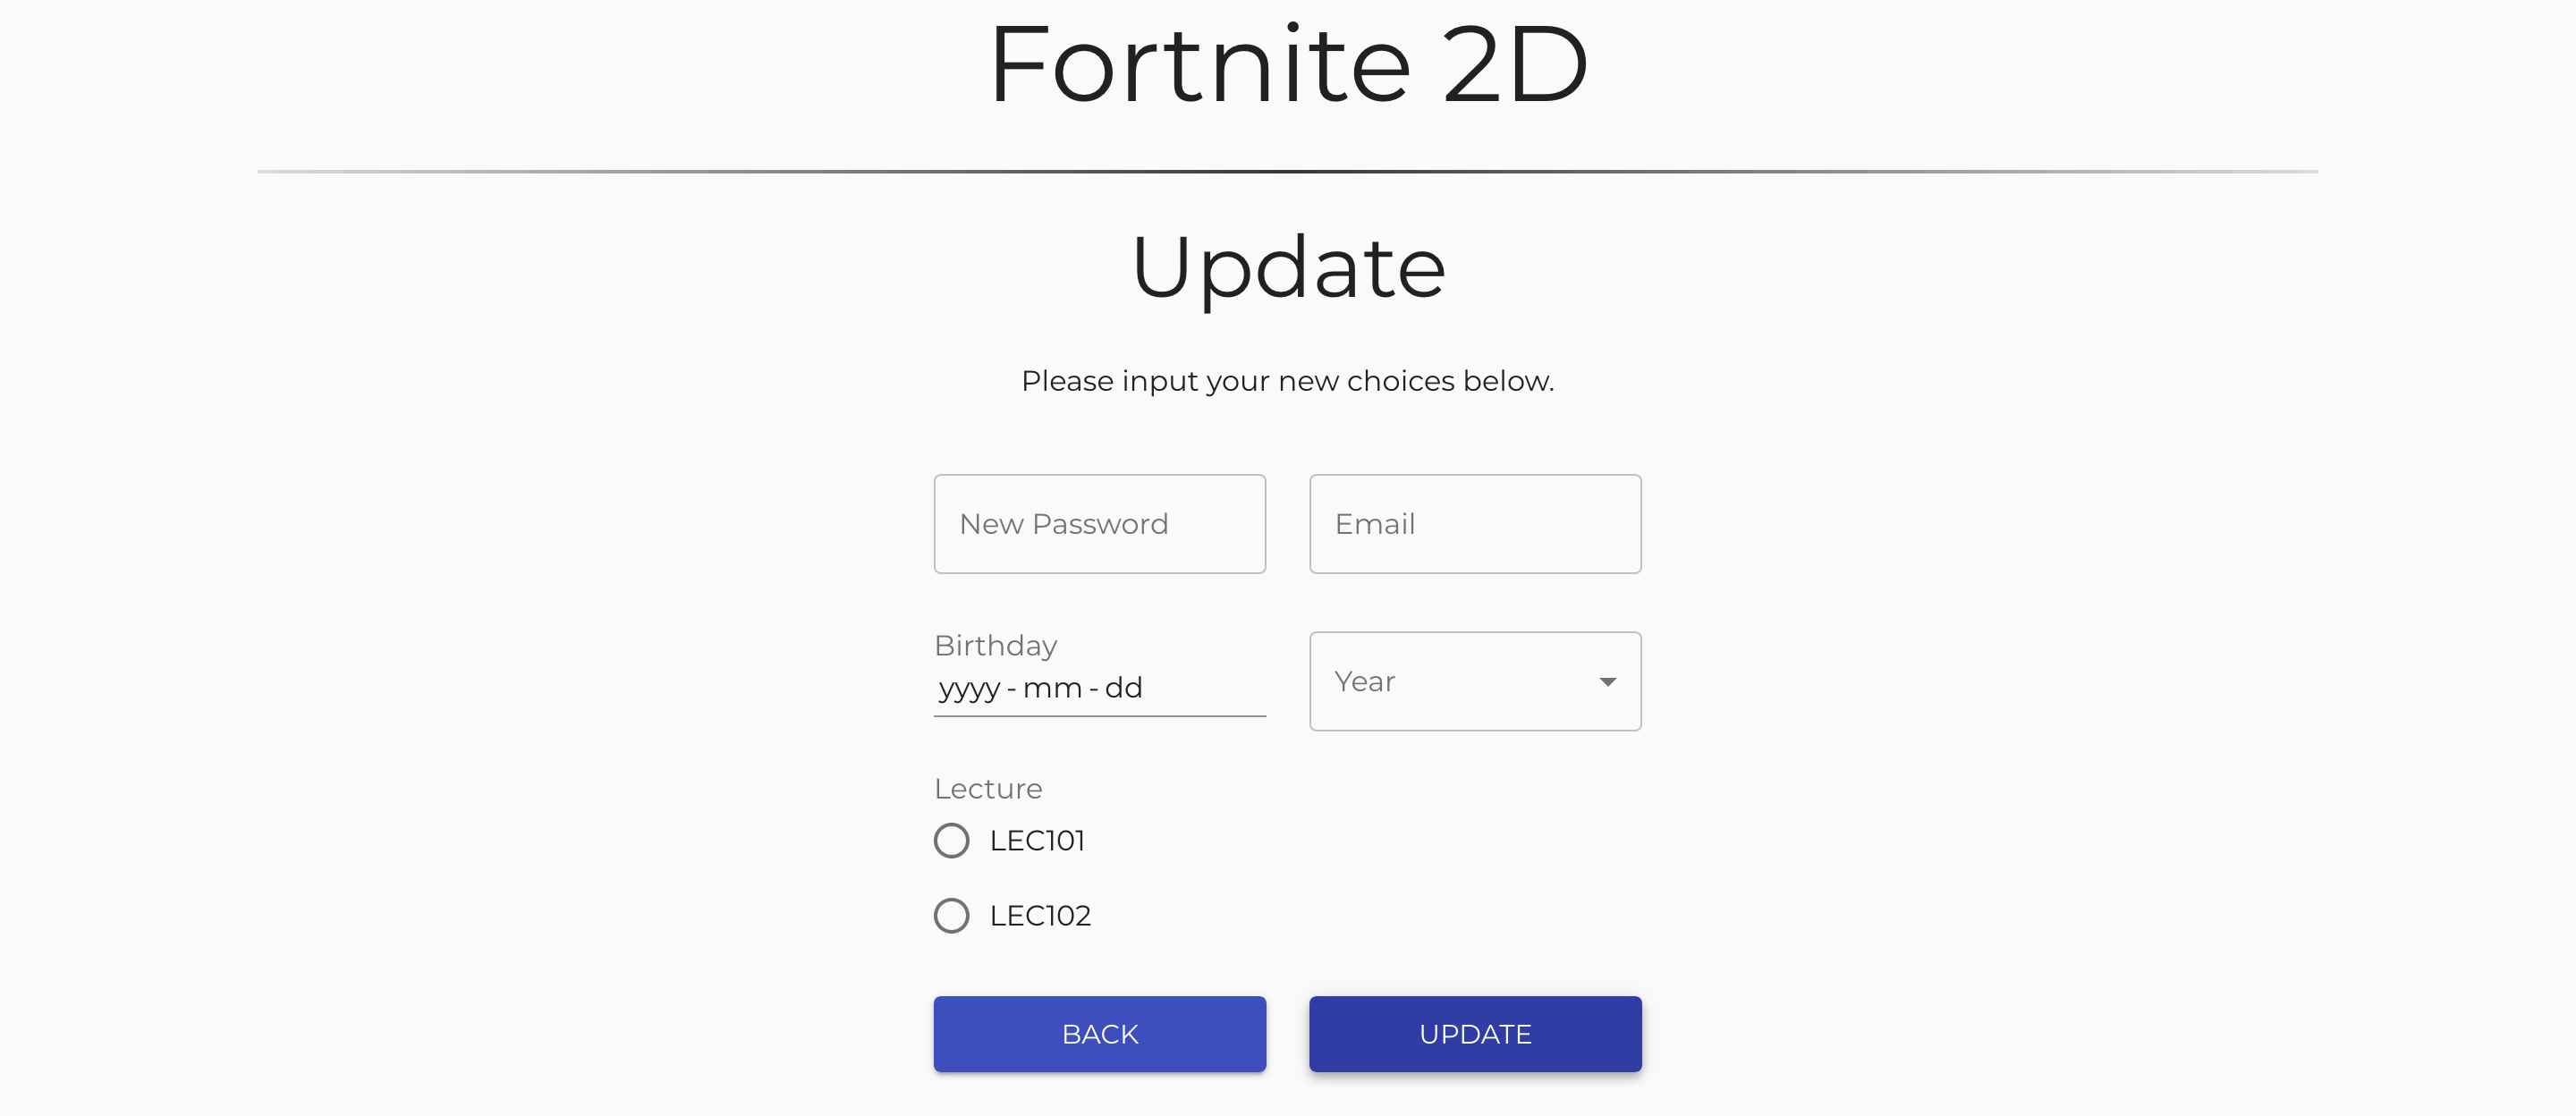 Fortnite 2D
Update
Please input your new choices below.
New Password
Email
Birthday
yyyy-mm-dd
Year
Lecture
LEC101
LEC102
BACK
UPDATE